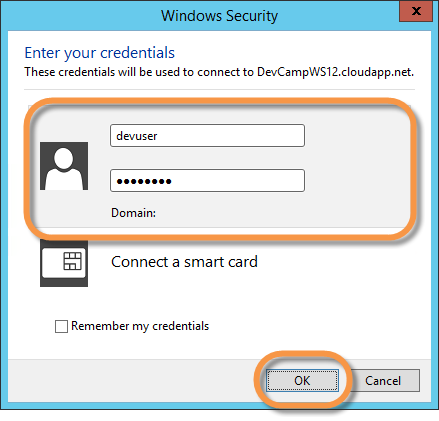 Windows Security
x
Enter your credentials
These credentials will be used to connect to DevCampWS12.cloudapp.net.
devuser
●●●●●●●●
Domain:
Connect a smart card
Remember my credentials
OK Cancel